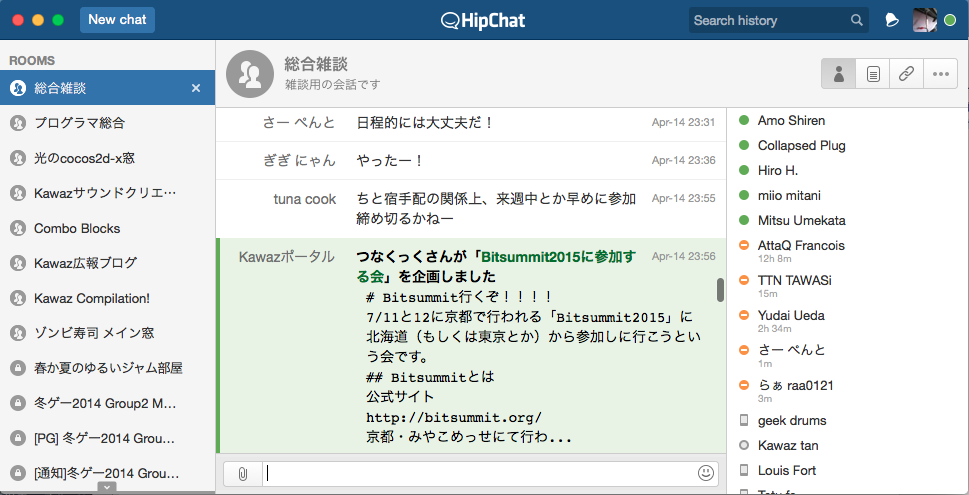 New chat
HipChat
Search history
ROOMS
総合雑談
プログラマ総合
光のcocos2d-x窓
Kawazサウンドクリエ…
Combo Blocks
Kawaz広報ブログ
Kawaz Compilation!
ゾンビ寿司 メイン窓
春か夏のゆるいジャム部屋
冬ゲー2014 Group2 M…
[PG] 冬ゲー2014 Grou…
[通知]冬ゲー2014 Grou…
総合雑談
雑談用の会話です
さー ぺんと 日程的には大丈夫だ！ Apr-14 23:31
ぎぎ にゃん やったー！ Apr-14 23:36
tuna cook ちと宿手配の関係上、来週中とか早めに参加 Apr-14 23:55
締め切るかねー
Kawazポータル つなくっくさんが「Bitsummit2015に参加す Apr-14 23:56
る会」を企画しました
# Bitsummit行くぞ！！！！
7/11と12に京都で行われる「Bitsummit2015」に
北海道（もしくは東京とか）から参加しに行こうとい
う会です。
## Bitsummitとは
公式サイト
http://bitsummit.org/
京都・みやこめっせにて行わ...
Amo Shiren
Collapsed Plug
Hiro H.
miio mitani
Mitsu Umekata
AttaQ Francois
12h 8m
TTN TAWASi
15m
Yudai Ueda
2h 34m
さー ぺんと
1m
らぁ raa0121
3m
geek drums
Kawaz tan
Louis Fort